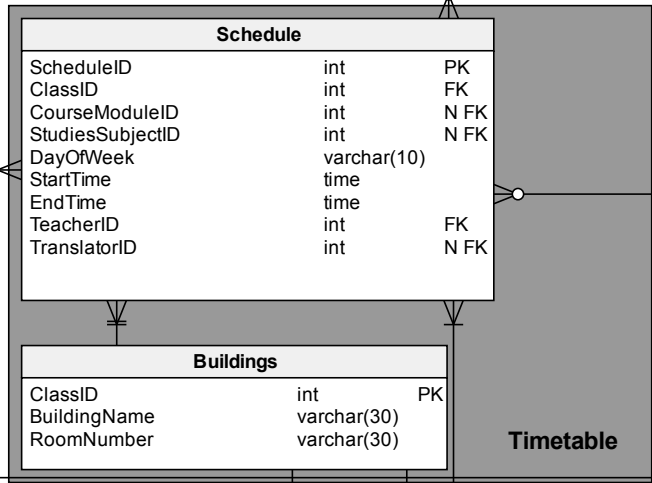 Schedule
ScheduleID int PK
ClassID int FK
CourseModuleID int N FK
StudiesSubjectID int N FK
DayOfWeek varchar(10)
StartTime time
EndTime time
TeacherID int FK
TranslatorID int N FK
Buildings
ClassID int PK
BuildingName varchar(30)
RoomNumber varchar(30)
Timetable